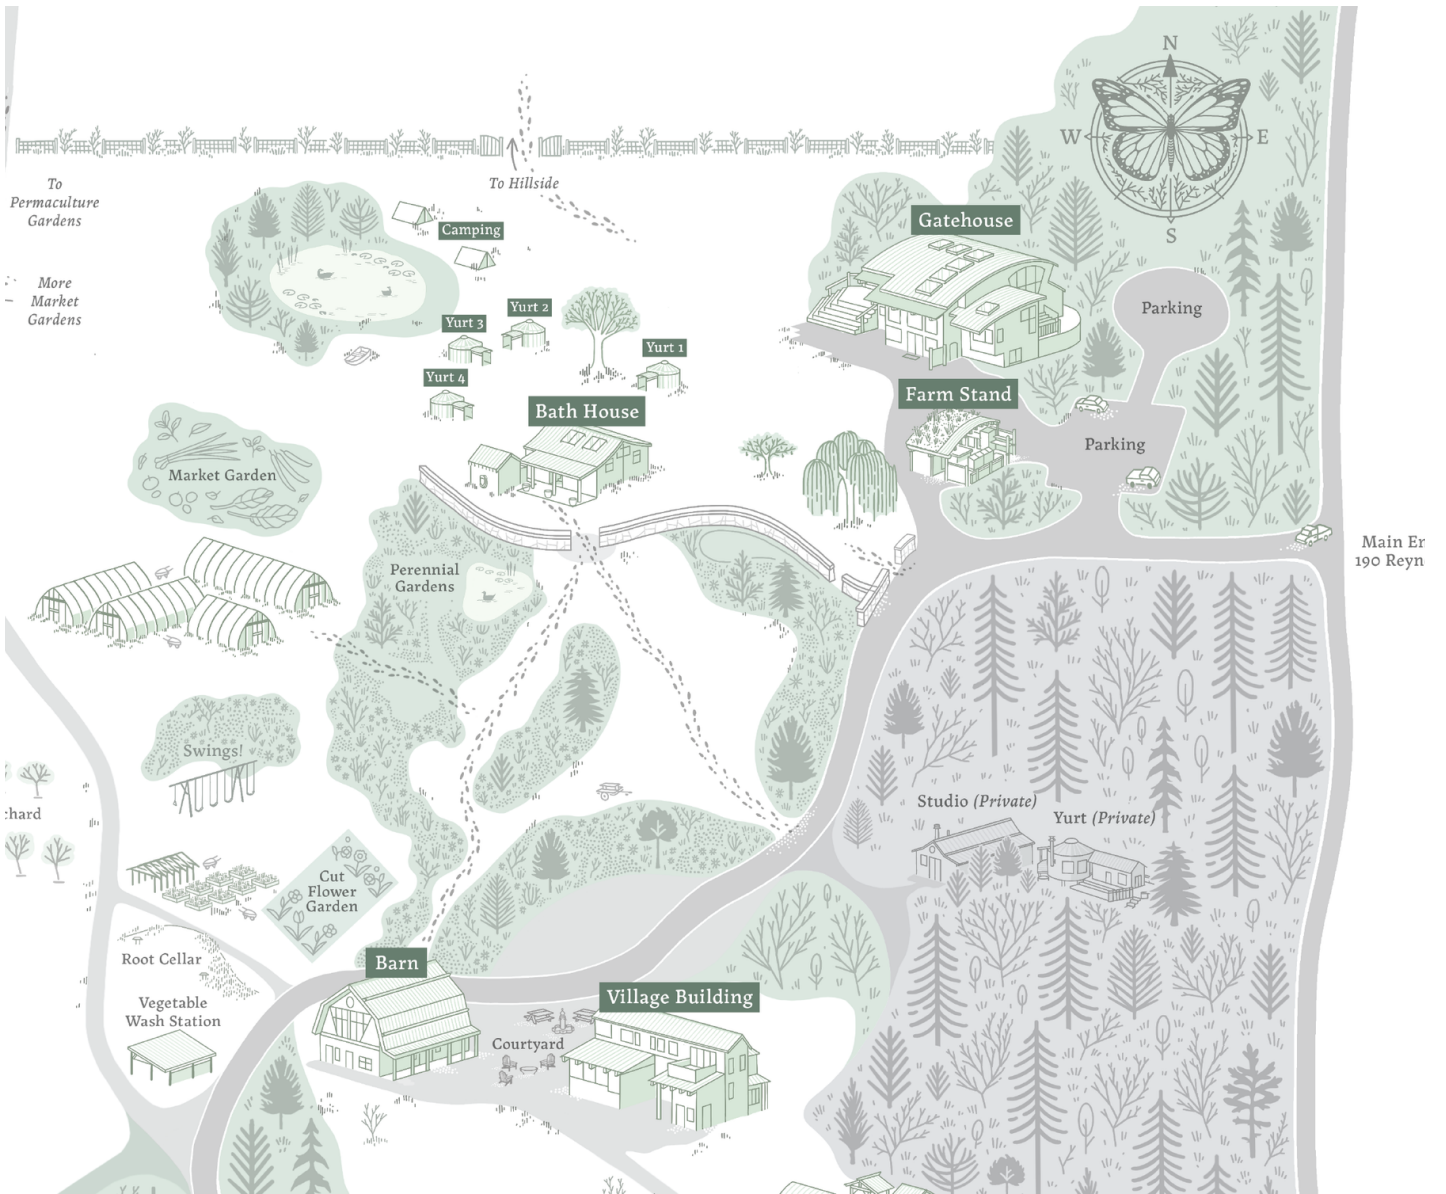 N
W
E
S
To
Permaculture
Gardens
To Hillside
Camping
Gatehouse
More
Market
Gardens
Yurt 2
Yurt 3
Yurt 1
Yurt 4
Parking
Farm Stand
Bath House
Parking
Market Garden
Main Er
190 Reyn
Perennial
Gardens
Swings!
Studio (Private)
Yurt (Private)
chard
Cut
Flower
Garden
Root Cellar
Barn
Vegetable
Wash Station
Village Building
Courtyard